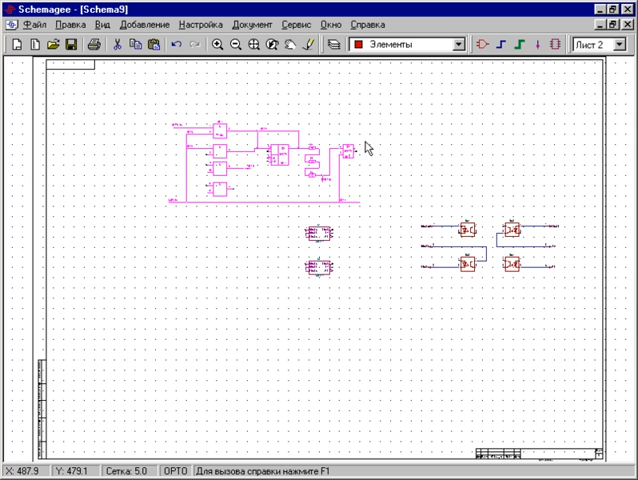 Schemagee - [Schema9]
Файл Правка Вид Добавление Настройка Документ Сервис Окно Справка
Элементы Лист 2
X: 487.9 Y: 479.1 Сетка: 5.0 ОРТО Для вызова справки нажмите F1